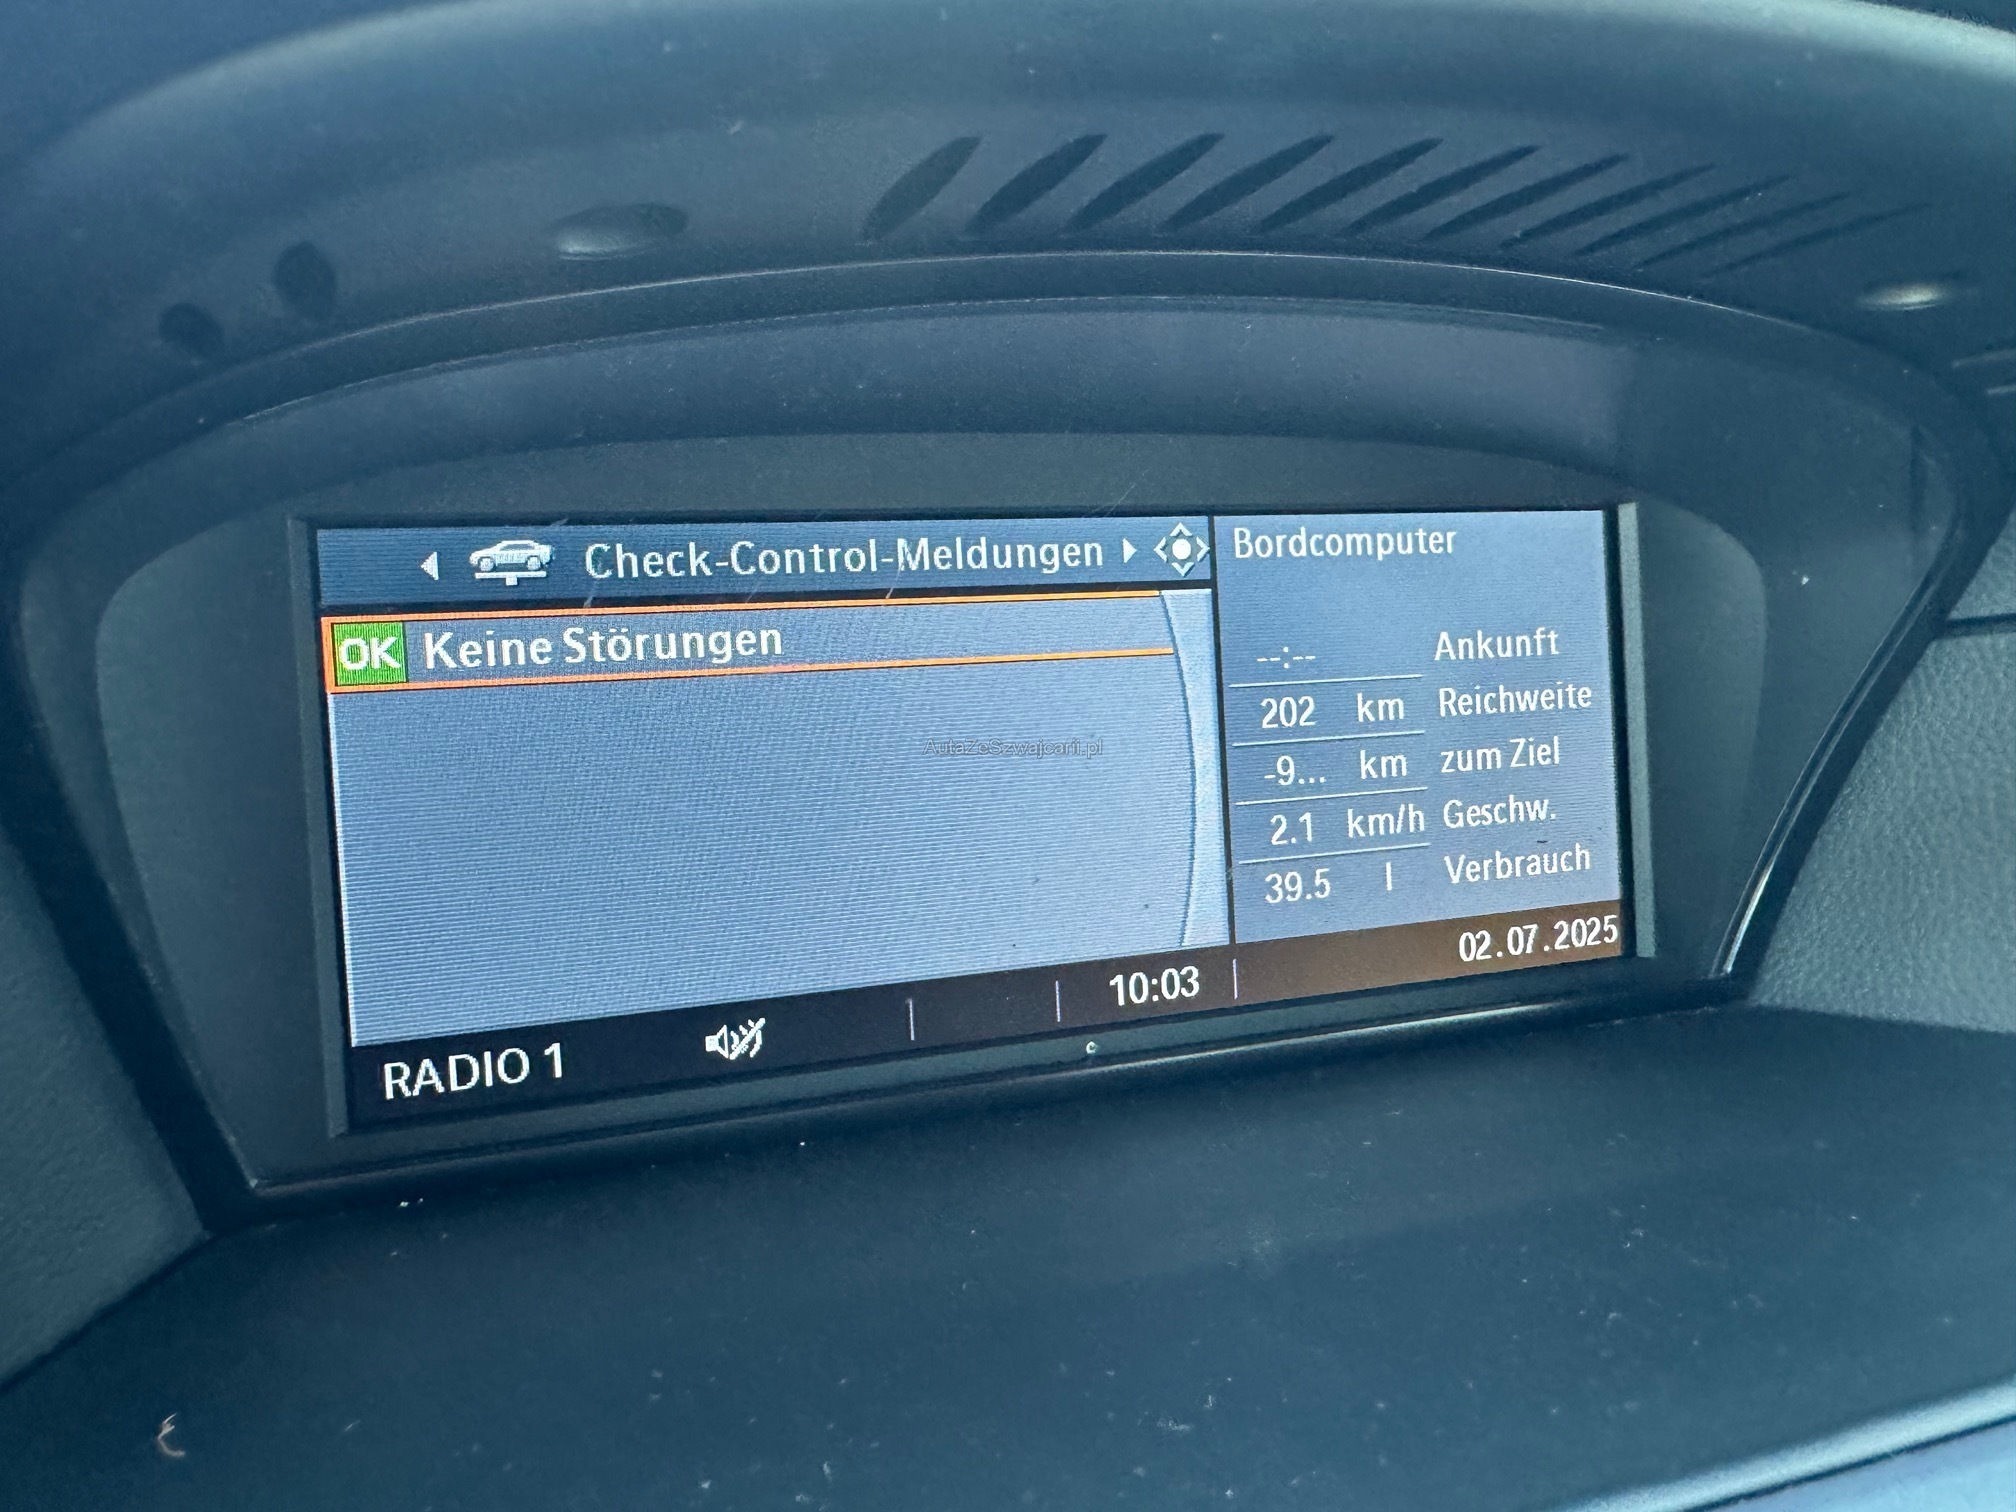 Check-Control-Meldungen
OK Keine Störungen
Bordcomputer
--:-- Ankunft
202 km Reichweite
-9... km zum Ziel
2.1 km/h Geschw.
39.5 l Verbrauch
02.07.2025
RADIO 1
10:03
AutaZeSzwajcarii.pl